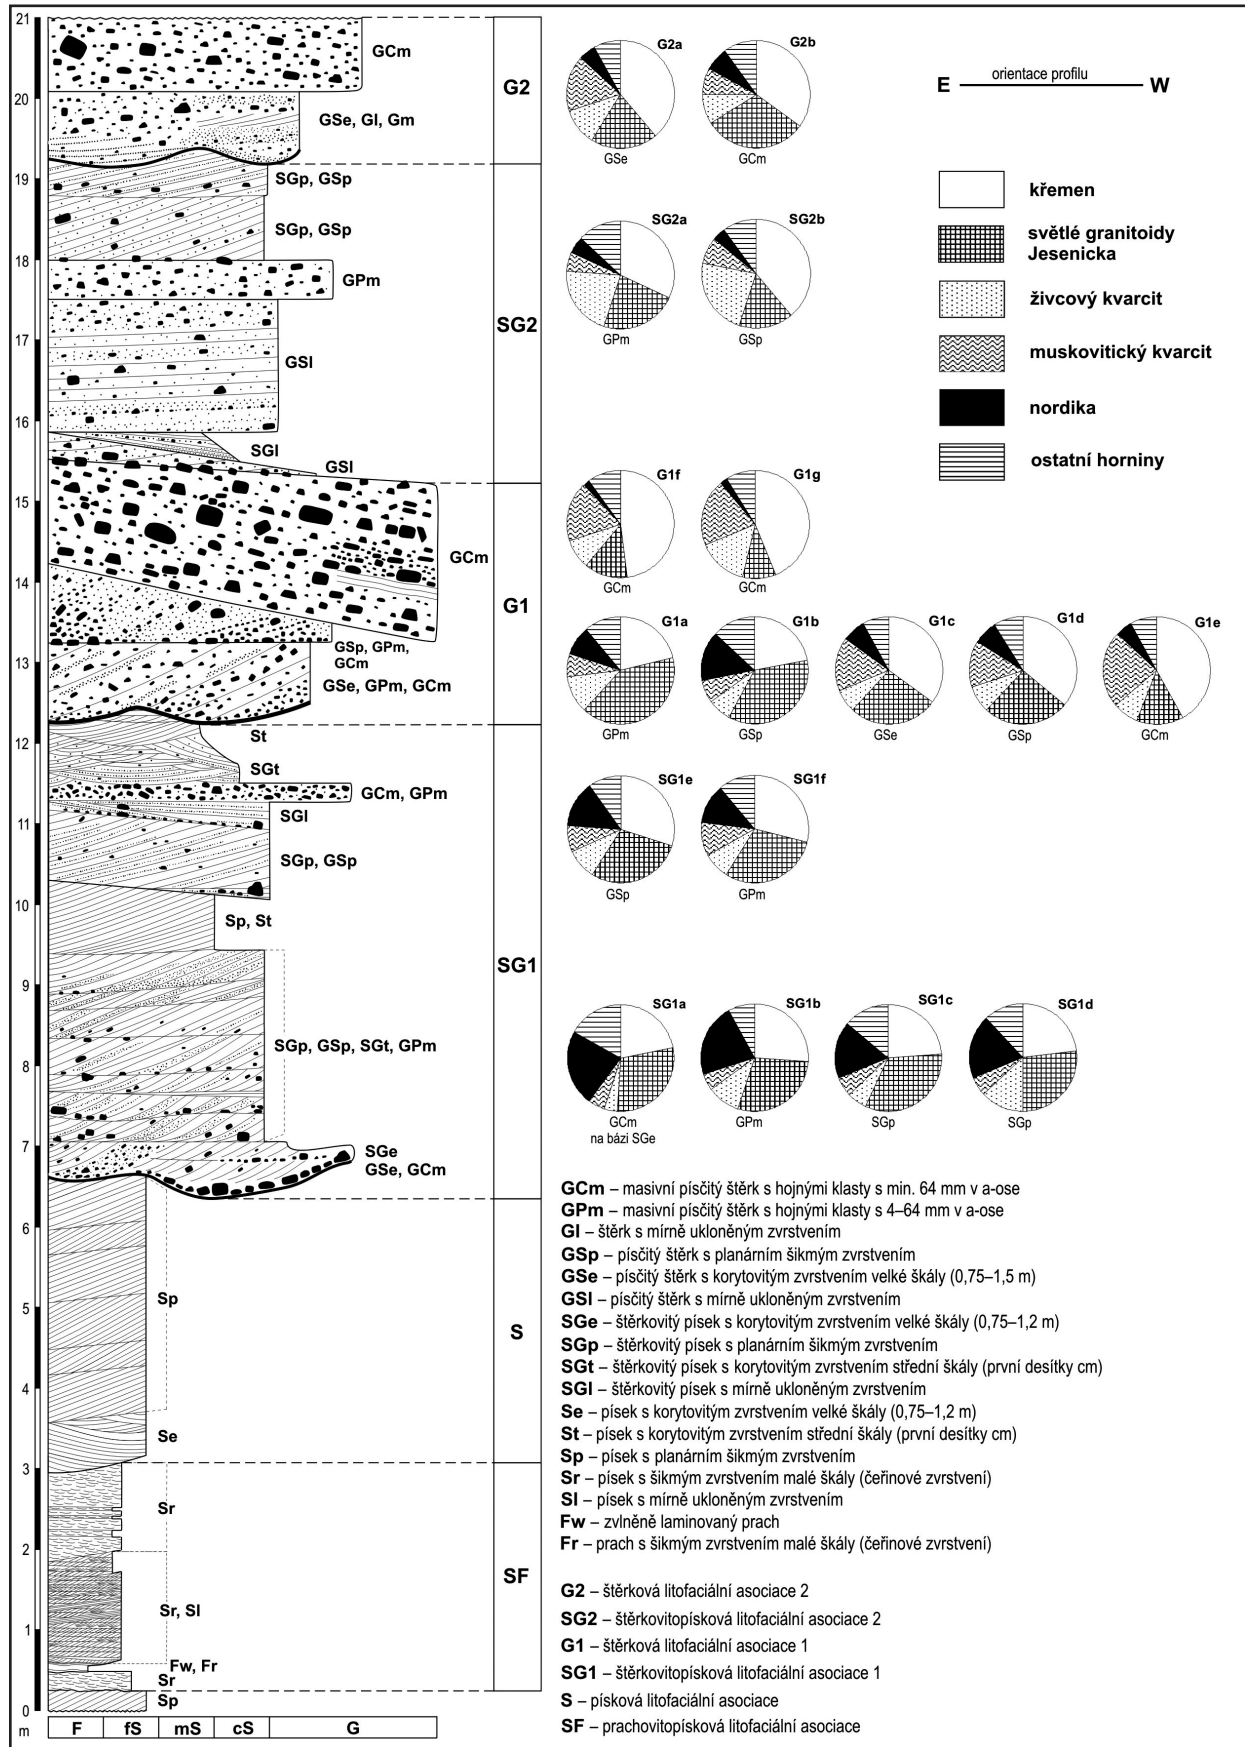 21
20
19
18
17
16
15
14
13
12
11
10
9
8
7
6
5
4
3
2
1
0
m
F fS mS cS G
GCm
GSe, Gl, Gm
SGp, GSp
SGp, GSp
GPm
GSl
SGl
GSl
GCm
GSp, GPm,
GCm
GSe, GPm, GCm
St
SGt
GCm, GPm
SGl
SGp, GSp
Sp, St
SGp, GSp, SGt, GPm
SGe
GSe, GCm
Sp
Se
Sr
Sr, Sl
Fw, Fr
Sr
Sp
G2
SG2
G1
SG1
S
SF
G2a G2b
GSe GCm
SG2a SG2b
GPm GSp
G1f G1g
GCm GCm
G1a G1b G1c G1d G1e
GPm GSp GSe GSp GCm
SG1e SG1f
GSp GPm
SG1a SG1b SG1c SG1d
GCm GPm SGp SGp
na bázi SGe
orientace profilu
E W
křemen
světlé granitoidy
Jesenicka
živcový kvarcit
muskovitický kvarcit
nordika
ostatní horniny
GCm – masivní písčitý štěrk s hojnými klasty s min. 64 mm v a-ose
GPm – masivní písčitý štěrk s hojnými klasty s 4–64 mm v a-ose
Gl – štěrk s mírně ukloněným zvrstvením
GSp – písčitý štěrk s planárním šikmým zvrstvením
GSe – písčitý štěrk s korytovitým zvrstvením velké škály (0,75–1,5 m)
GSl – písčitý štěrk s mírně ukloněným zvrstvením
SGe – štěrkovitý písek s korytovitým zvrstvením velké škály (0,75–1,2 m)
SGp – štěrkovitý písek s planárním šikmým zvrstvením
SGt – štěrkovitý písek s korytovitým zvrstvením střední škály (první desítky cm)
SGl – štěrkovitý písek s mírně ukloněným zvrstvením
Se – písek s korytovitým zvrstvením velké škály (0,75–1,2 m)
St – písek s korytovitým zvrstvením střední škály (první desítky cm)
Sp – písek s planárním šikmým zvrstvením
Sr – písek s šikmým zvrstvením malé škály (čeřinové zvrstvení)
Sl – písek s mírně ukloněným zvrstvením
Fw – zvlněně laminovaný prach
Fr – prach s šikmým zvrstvením malé škály (čeřinové zvrstvení)
G2 – štěrková litofaciální asociace 2
SG2 – štěrkovitopísková litofaciální asociace 2
G1 – štěrková litofaciální asociace 1
SG1 – štěrkovitopísková litofaciální asociace 1
S – písková litofaciální asociace
SF – prachovitopísková litofaciální asociace